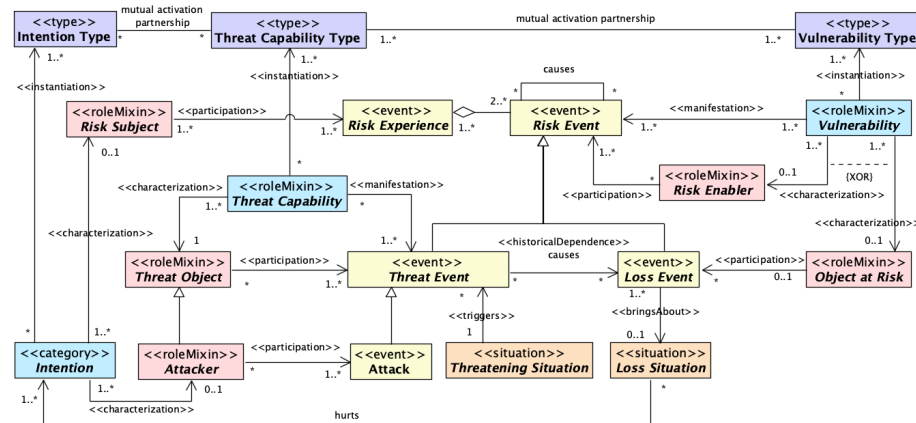 <<type>>
Intention Type
mutual activation
partnership
*
*
<<type>>
Threat Capability Type
mutual activation partnership
1..*
1..*
<<type>>
Vulnerability Type
1..*
1..*
1..*
<<instantiation>>
<<instantiation>>
<<instantiation>>
causes
*
*
*
<<roleMixin>>
Risk Subject
<<participation>>
1..*
1..*
<<event>>
Risk Experience
2..*
1..*
<<event>>
Risk Event
<<manifestation>>
1..*
1..*
<<roleMixin>>
Vulnerability
0..1
1..*
1..*
1..*
{XOR}
*
<<roleMixin>>
Risk Enabler
0..1
<<participation>>
*
<<characterization>>
<<roleMixin>>
Threat Capability
<<manifestation>>
1..*
*
<<characterization>>
<<characterization>>
1
1..*
<<historicalDependence>>
causes
0..1
<<roleMixin>>
Threat Object
<<participation>>
*
1..*
<<event>>
Threat Event
*
*
<<event>>
Loss Event
<<participation>>
*
0..1
<<roleMixin>>
Object at Risk
*
1..*
<<triggers>>
<<bringsAbout>>
*
1..*
1
0..1
<<category>>
Intention
<<roleMixin>>
Attacker
<<participation>>
*
1..*
<<event>>
Attack
<<situation>>
Threatening Situation
<<situation>>
Loss Situation
1..*
1..*
0..1
*
<<characterization>>
hurts